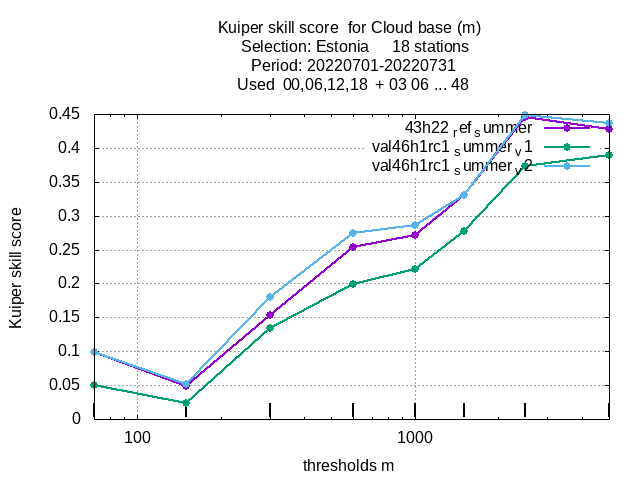 Kuiper skill score for Cloud base (m)
Selection: Estonia 18 stations
Period: 20220701-20220731
Used 00,06,12,18 + 03 06 ... 48
43h22 ref summer
val46h1rc1 summer v1
val46h1rc1 summer v2
Kuiper skill score
0.45
0.4
0.35
0.3
0.25
0.2
0.15
0.1
0.05
0
100
1000
thresholds m